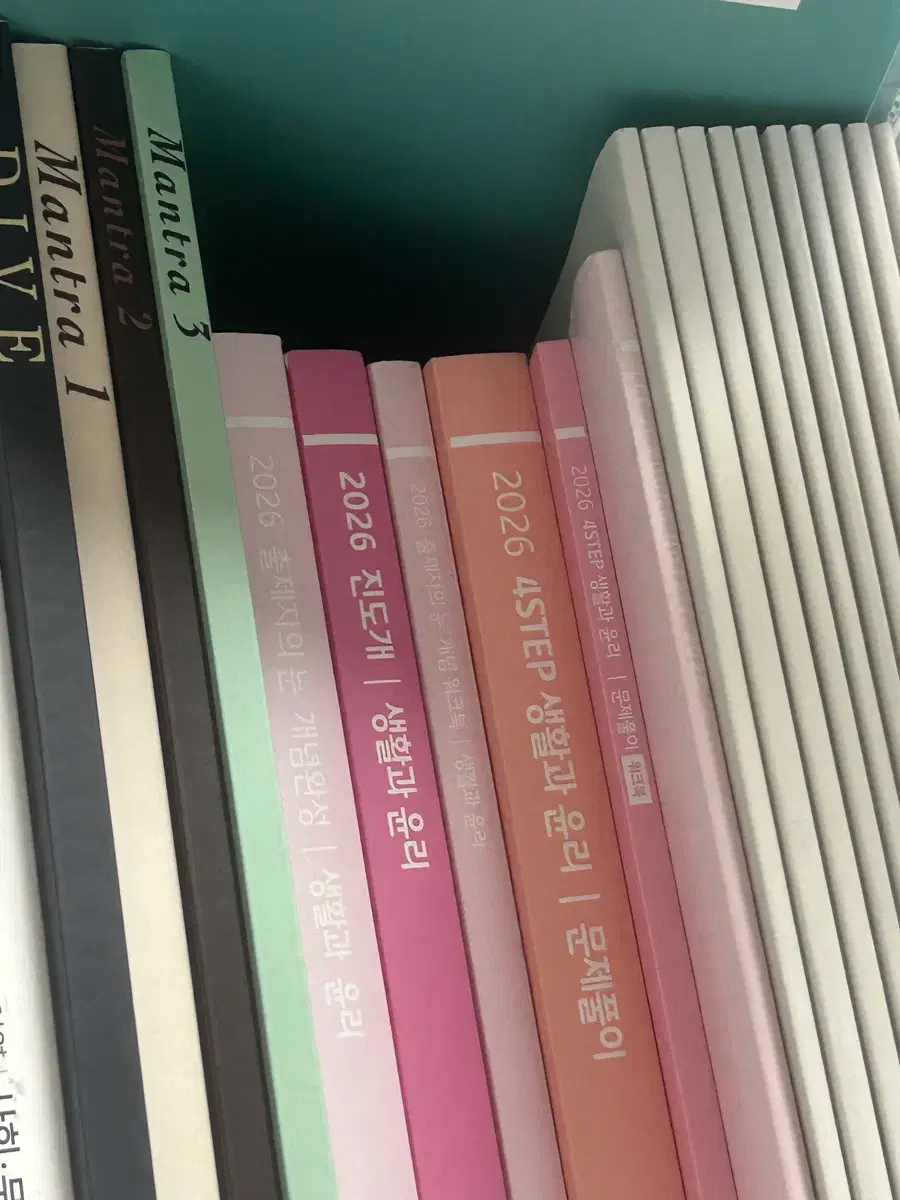 DIVE
Mantra 1
Mantra 2
Mantra 3
2026 출제자의 눈 개념완성 | 생활과 윤리
2026 진도개 | 생활과 윤리
2026 출제자의 눈 개념 워크북 | 생활과 윤리
2026 4STEP 생활과 윤리 | 문제풀이
2026 4STEP 생활과 윤리 | 문제풀이 워크북